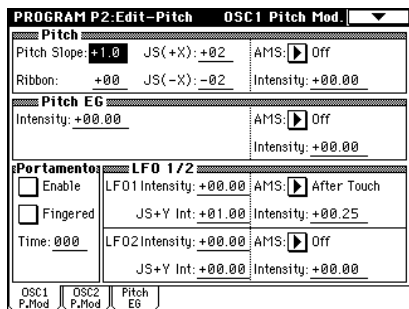 PROGRAM P2:Edit-Pitch OSC1 Pitch Mod.
Pitch
Pitch Slope: +1.0 JS(+X): +02 AMS: Off
Ribbon: +00 JS(-X): -02 Intensity: +00.00
Pitch EG
Intensity: +00.00 AMS: Off
Intensity: +00.00
Portamento LFO 1/2
Enable LFO1 Intensity: +00.00 AMS: After Touch
Fingered JS+Y Int: +01.00 Intensity: +00.25
Time: 000 LFO2 Intensity: +00.00 AMS: Off
JS+Y Int: +00.00 Intensity: +00.00
OSC1 P.Mod OSC2 P.Mod Pitch EG